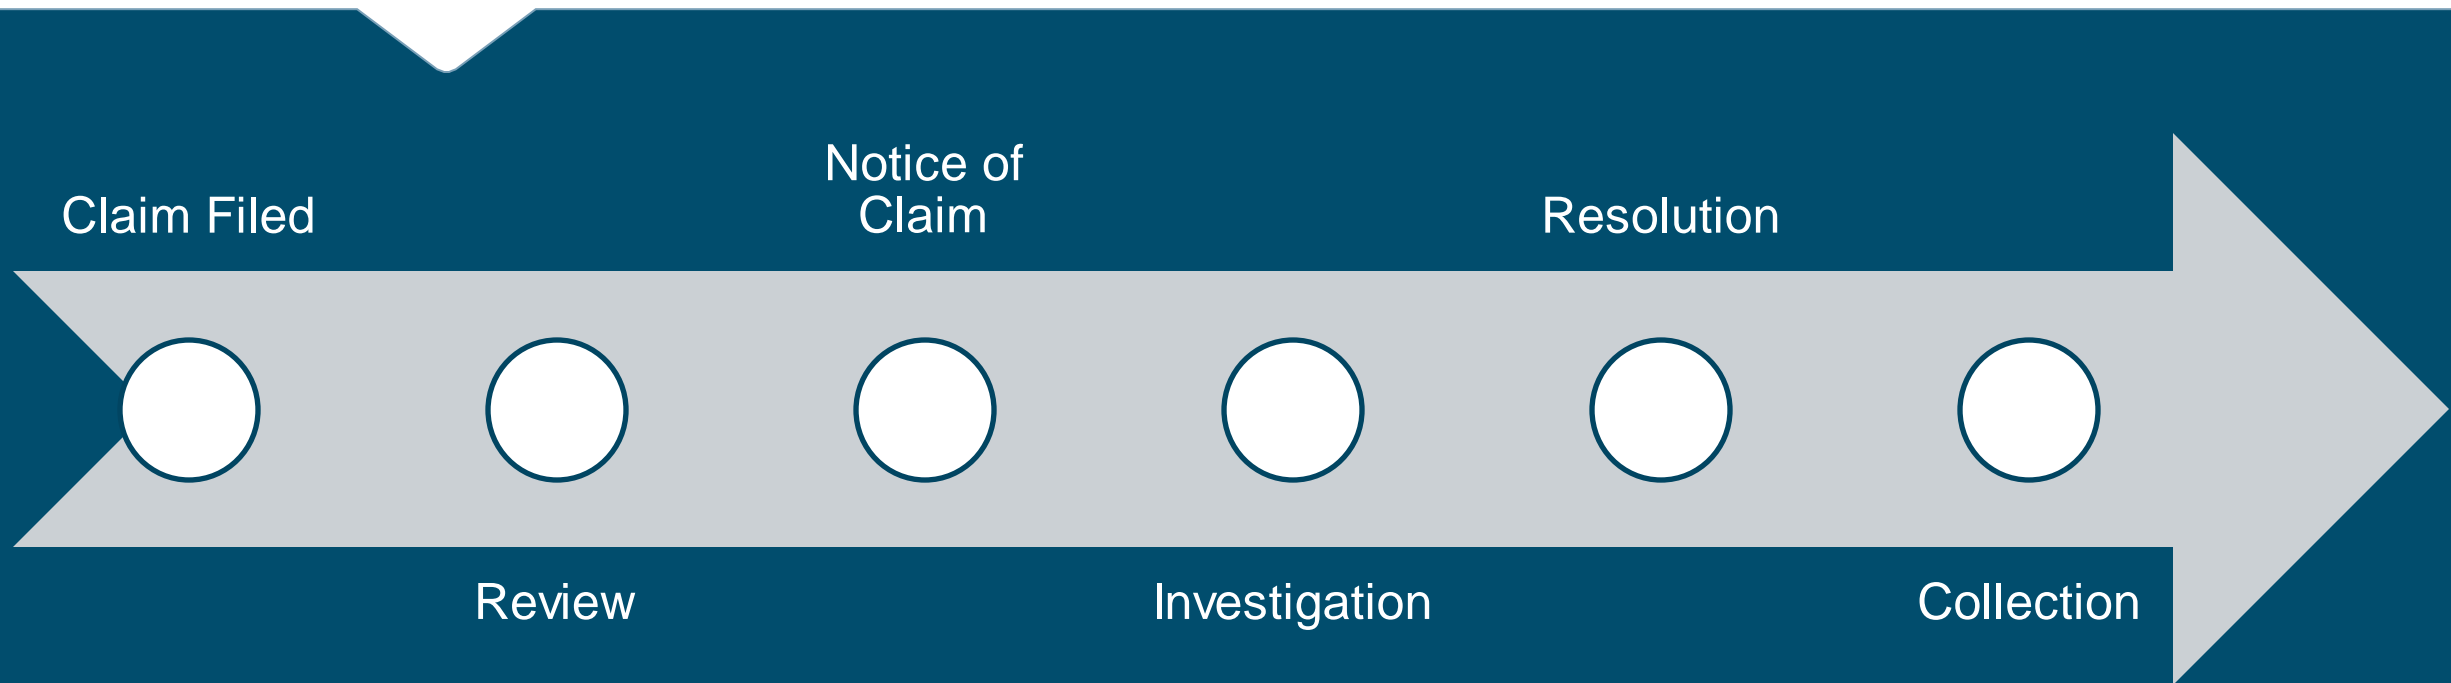 Claim Filed
Review
Notice of
Claim
Investigation
Resolution
Collection